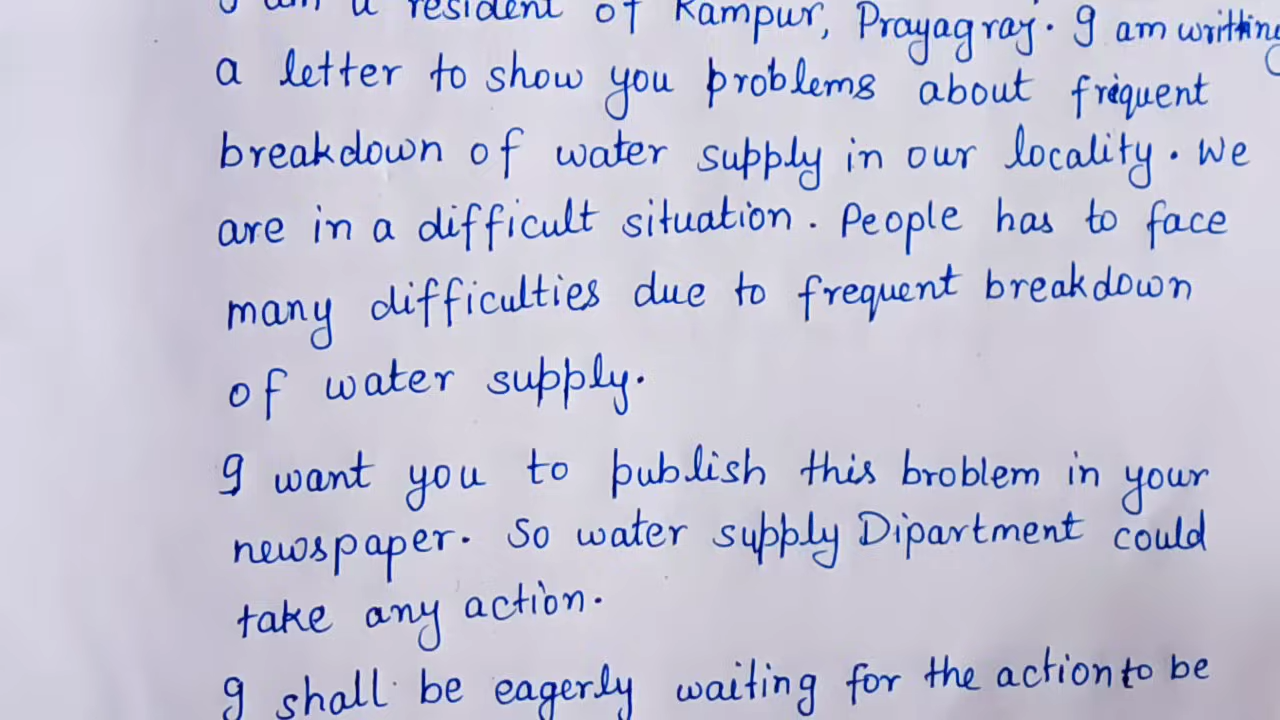 I am a resident of Rampur, Prayagraj. I am writting
a letter to show you problems about friquent
breakdown of water supply in our locality. We
are in a difficult situation. People has to face
many difficulties due to frequent breakdown
of water supply.
I want you to publish this broblem in your
newspaper. So water supply Dipartment could
take any action.
I shall be eagerly waiting for the action to be